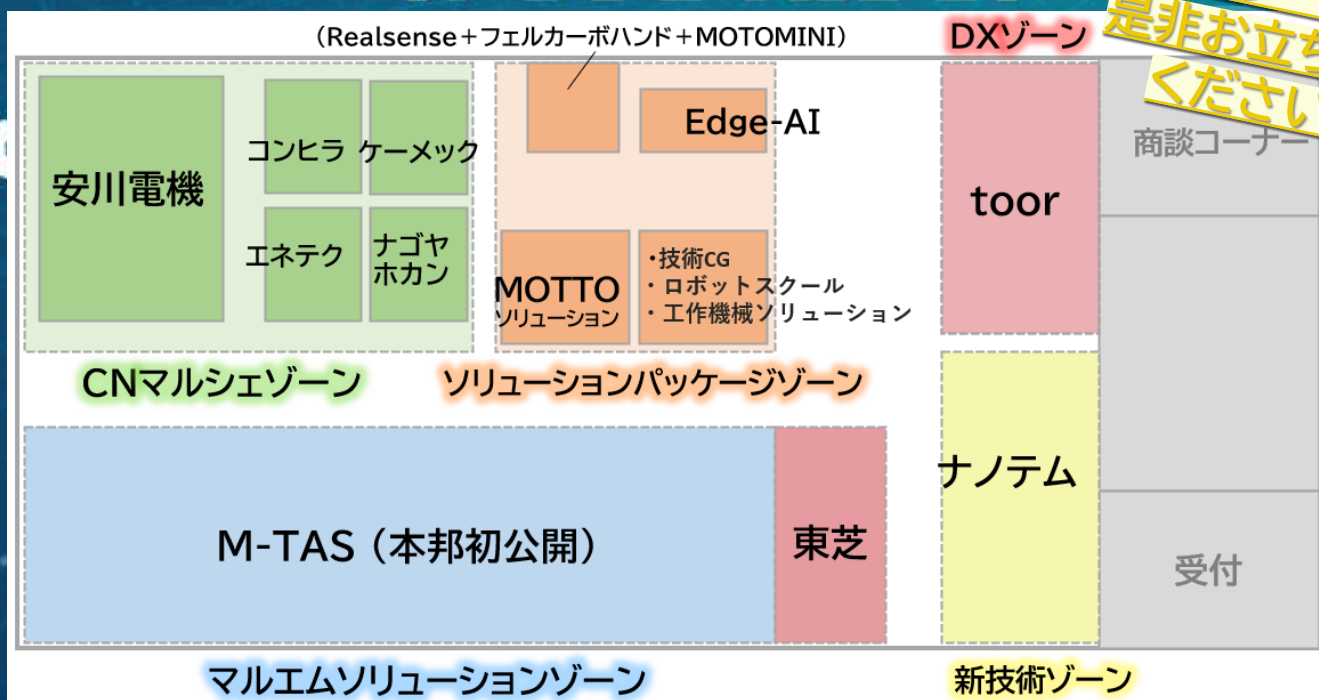 (Realsense+フェルカーボハンド+MOTOMINI)
DXゾーン
是非お立ち
ください
安川電機
コンヒラ
ケーメック
エネテク
ナゴヤ
ホカン
Edge-AI
MOTTO
ソリューション
・技術CG
・ロボットスクール
・工作機械ソリューション
toor
商談コーナー
CNマルシェゾーン
ソリューションパッケージゾーン
M-TAS(本邦初公開)
東芝
ナノテム
受付
マルエムソリューションゾーン
新技術ゾーン